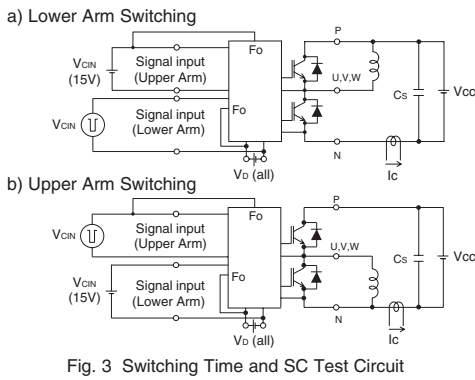 a) Lower Arm Switching
P
Fo
VCIN
(15V)
Signal input
(Upper Arm)
U,V,W
CS
VCC
VCIN
Signal input
(Lower Arm)
Fo
N
VD (all)
IC
b) Upper Arm Switching
P
Fo
VCIN
Signal input
(Upper Arm)
U,V,W
CS
VCC
VCIN
(15V)
Signal input
(Lower Arm)
Fo
N
VD (all)
IC
Fig. 3 Switching Time and SC Test Circuit